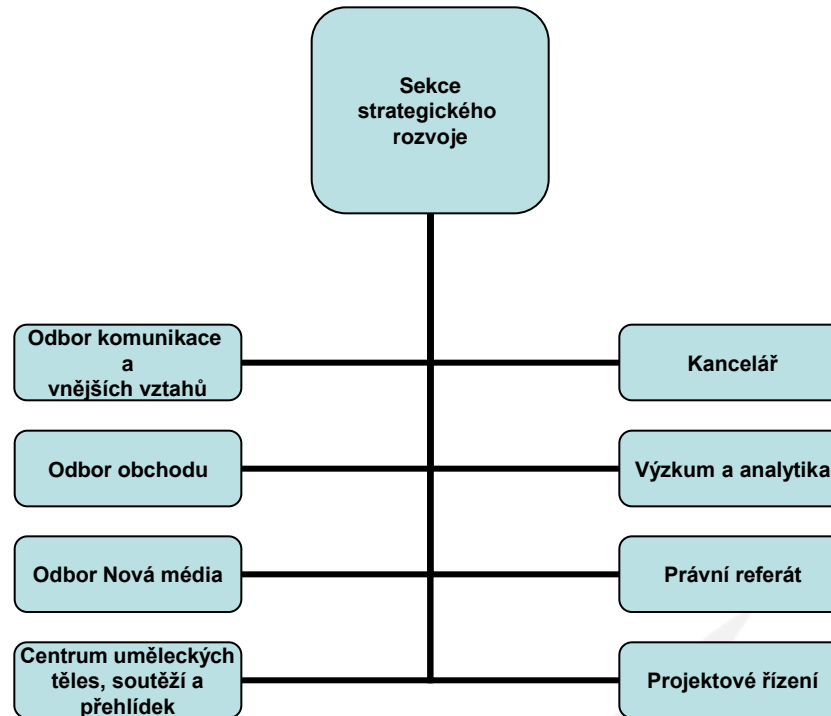 Sekce
strategického
rozvoje
Odbor komunikace
a
vnějších vztahů
Kancelář
Odbor obchodu
Výzkum a analytika
Odbor Nová média
Právní referát
Centrum uměleckých
těles, soutěží a
přehlídek
Projektové řízení